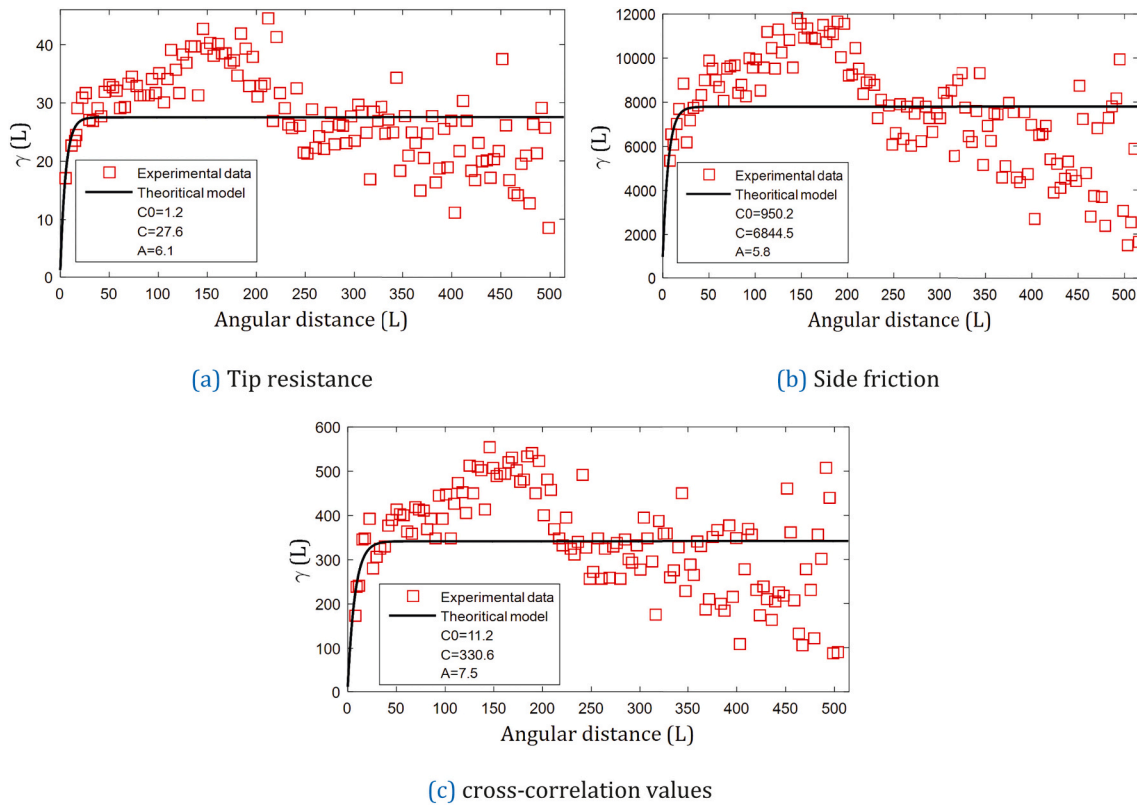 40
30
20
10
0
γ (L)
Experimental data
Theoritical model
C0=1.2
C=27.6
A=6.1
0 50 100 150 200 250 300 350 400 450 500
Angular distance (L)
(a) Tip resistance
12000
10000
8000
6000
4000
2000
0
γ (L)
Experimental data
Theoritical model
C0=950.2
C=6844.5
A=5.8
0 50 100 150 200 250 300 350 400 450 500
Angular distance (L)
(b) Side friction
600
500
400
300
200
100
0
γ (L)
Experimental data
Theoritical model
C0=11.2
C=330.6
A=7.5
0 50 100 150 200 250 300 350 400 450 500
Angular distance (L)
(c) cross-correlation values